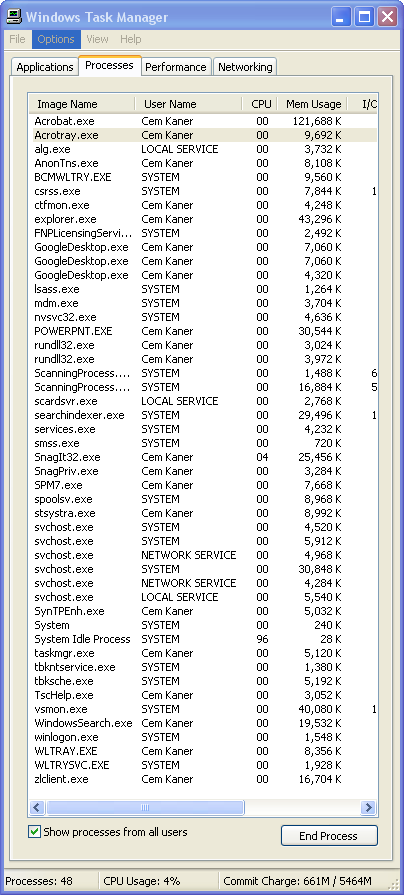 Windows Task Manager
File Options View Help
Applications Processes Performance Networking
Image Name User Name CPU Mem Usage I/O
Acrobat.exe Cem Kaner 00 121,688 K
Acrotray.exe Cem Kaner 00 9,692 K
alg.exe LOCAL SERVICE 00 3,732 K
AnonTns.exe Cem Kaner 00 8,108 K
BCMWLTRY.EXE SYSTEM 00 9,560 K
csrss.exe SYSTEM 00 7,844 K 1
ctfmon.exe Cem Kaner 00 4,248 K
explorer.exe Cem Kaner 00 43,296 K
FNPLicensingServi... SYSTEM 00 2,492 K
GoogleDesktop.exe Cem Kaner 00 7,060 K
GoogleDesktop.exe Cem Kaner 00 7,060 K
GoogleDesktop.exe Cem Kaner 00 4,320 K
lsass.exe SYSTEM 00 1,264 K
mdm.exe SYSTEM 00 3,704 K
nvsvc32.exe SYSTEM 00 4,636 K
POWERPNT.EXE Cem Kaner 00 30,544 K
rundll32.exe Cem Kaner 00 3,024 K
rundll32.exe Cem Kaner 00 3,972 K
ScanningProcess.... SYSTEM 00 1,488 K 6
ScanningProcess.... SYSTEM 00 16,884 K 5
scardsvr.exe LOCAL SERVICE 00 2,768 K
searchindexer.exe SYSTEM 00 29,496 K 1
services.exe SYSTEM 00 4,232 K
smss.exe SYSTEM 00 720 K
SnagIt32.exe Cem Kaner 04 25,456 K
SnagPriv.exe Cem Kaner 00 3,284 K
SPM7.exe Cem Kaner 00 7,668 K
spoolsv.exe SYSTEM 00 8,968 K
stsystra.exe Cem Kaner 00 8,992 K
svchost.exe SYSTEM 00 4,520 K
svchost.exe SYSTEM 00 5,912 K
svchost.exe NETWORK SERVICE 00 4,968 K
svchost.exe SYSTEM 00 30,848 K
svchost.exe NETWORK SERVICE 00 4,284 K
svchost.exe LOCAL SERVICE 00 5,540 K
SynTPEnh.exe Cem Kaner 00 5,032 K
System SYSTEM 00 240 K
System Idle Process SYSTEM 96 28 K
taskmgr.exe Cem Kaner 00 5,120 K
tbkntservice.exe SYSTEM 00 1,380 K
tbksche.exe SYSTEM 00 5,192 K
TscHelp.exe Cem Kaner 00 3,052 K
vsmon.exe SYSTEM 00 40,080 K 1
WindowsSearch.exe Cem Kaner 00 19,532 K
winlogon.exe SYSTEM 00 1,548 K
WLTRAY.EXE Cem Kaner 00 8,356 K
WLTRYSVC.EXE SYSTEM 00 1,928 K
zlclient.exe Cem Kaner 00 16,704 K
Show processes from all users End Process
Processes: 48 CPU Usage: 4% Commit Charge: 661M / 5464M